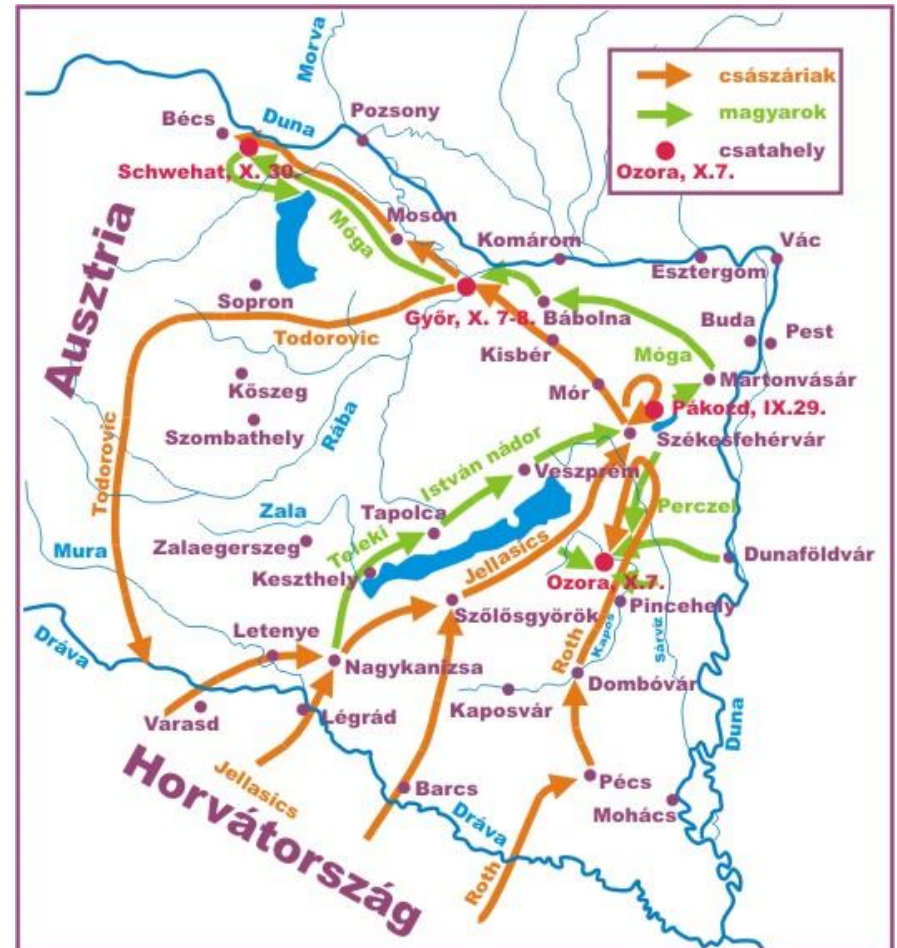 Morva
császáriak
magyarok
csatahely
Ozora, X.7.
Bécs
Duna
Pozsony
Schwehat, X. 30.
Ausztria
Móga
Moson
Komárom
Esztergom
Vác
Sopron
Győr, X. 7-8.
Bábolna
Buda
Pest
Todorovic
Kisbér
Móga
Kőszeg
Mór
Mártonvásár
Szombathely
Rába
Pákozd, IX.29.
István nádor
Székesfehérvár
Todorovic
Veszprém
Zala
Tapolca
Perczel
Mura
Zalaegerszeg
Teleki
Jellasics
Dunaföldvár
Keszthely
Ozora, X.7.
Szőlősgyörök
Pincehely
Letenye
Roth
Kapos
Sárvíz
Dráva
Nagykanizsa
Dombóvár
Varasd
Légrád
Kaposvár
Duna
Horvátország
Jellasics
Barcs
Pécs
Dráva
Mohács
Roth